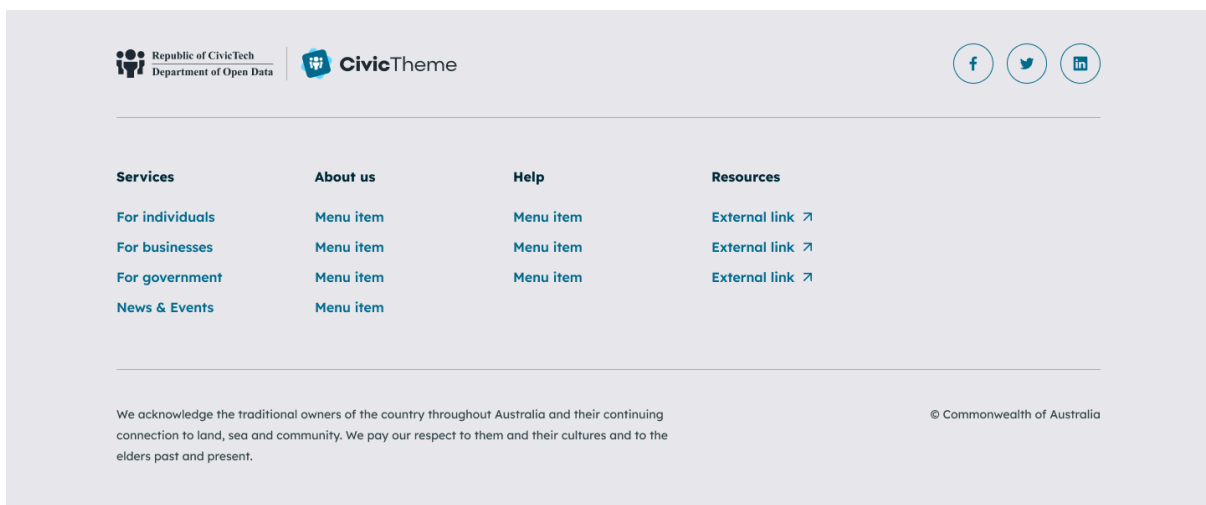 Republic of CivicTech
Department of Open Data
CivicTheme
Services
For individuals
For businesses
For government
News & Events
About us
Menu item
Menu item
Menu item
Menu item
Help
Menu item
Menu item
Menu item
Resources
External link
External link
External link
We acknowledge the traditional owners of the country throughout Australia and their continuing
connection to land, sea and community. We pay our respect to them and their cultures and to the
elders past and present.
© Commonwealth of Australia